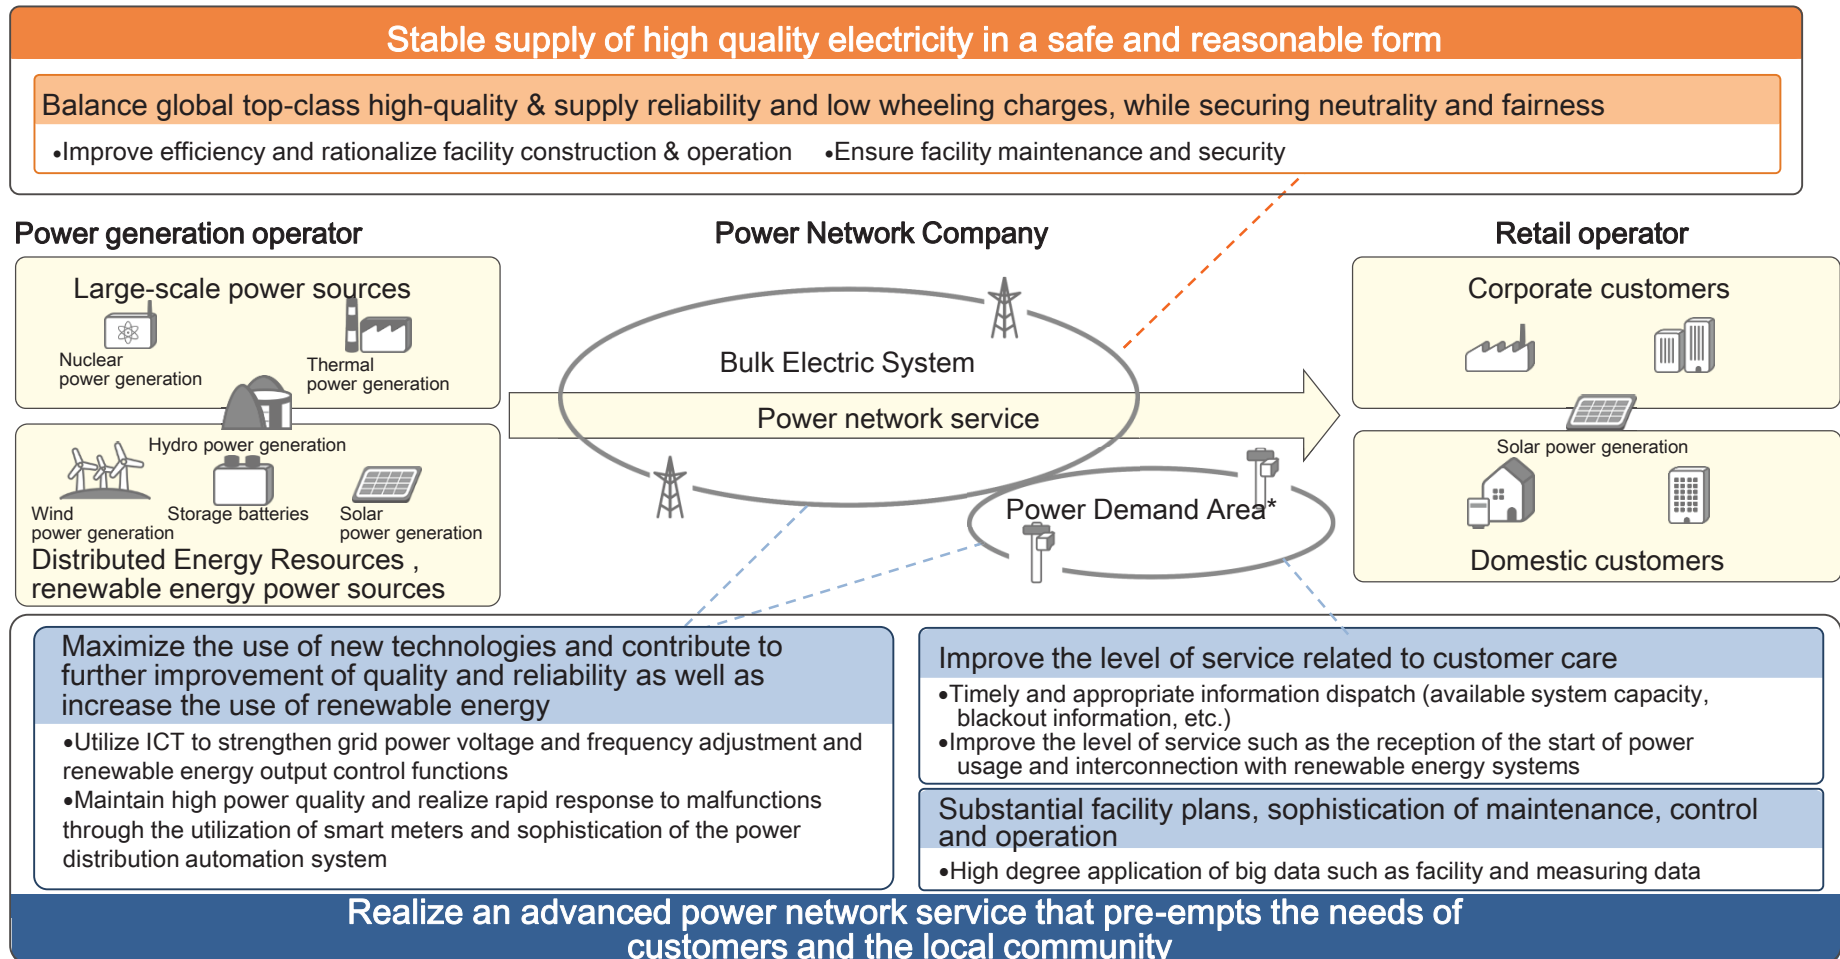 Stable supply of high quality electricity in a safe and reasonable form
Balance global top-class high-quality & supply reliability and low wheeling charges, while securing neutrality and fairness
•Improve efficiency and rationalize facility construction & operation •Ensure facility maintenance and security
Power generation operator
Large-scale power sources
Nuclear
power generation
Thermal
power generation
Hydro power generation
Wind
power generation
Storage batteries
Solar
power generation
Distributed Energy Resources ,
renewable energy power sources
Power Network Company
Bulk Electric System
Power network service
Power Demand Area*
Retail operator
Corporate customers
Solar power generation
Domestic customers
Maximize the use of new technologies and contribute to
further improvement of quality and reliability as well as
increase the use of renewable energy
•Utilize ICT to strengthen grid power voltage and frequency adjustment and
renewable energy output control functions
•Maintain high power quality and realize rapid response to malfunctions
through the utilization of smart meters and sophistication of the power
distribution automation system
Improve the level of service related to customer care
•Timely and appropriate information dispatch (available system capacity,
blackout information, etc.)
•Improve the level of service such as the reception of the start of power
usage and interconnection with renewable energy systems
Substantial facility plans, sophistication of maintenance, control
and operation
•High degree application of big data such as facility and measuring data
Realize an advanced power network service that pre-empts the needs of
customers and the local community